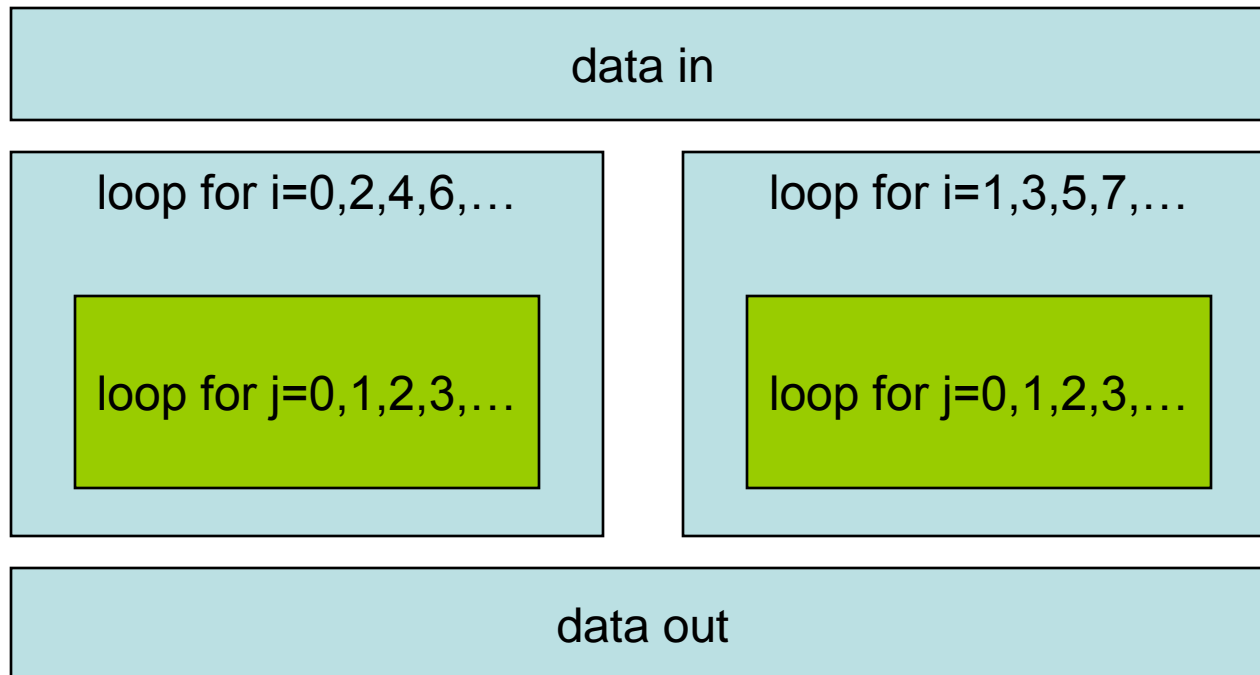 data in
loop for i=0,2,4,6,…
loop for i=1,3,5,7,…
loop for j=0,1,2,3,…
loop for j=0,1,2,3,…
data out